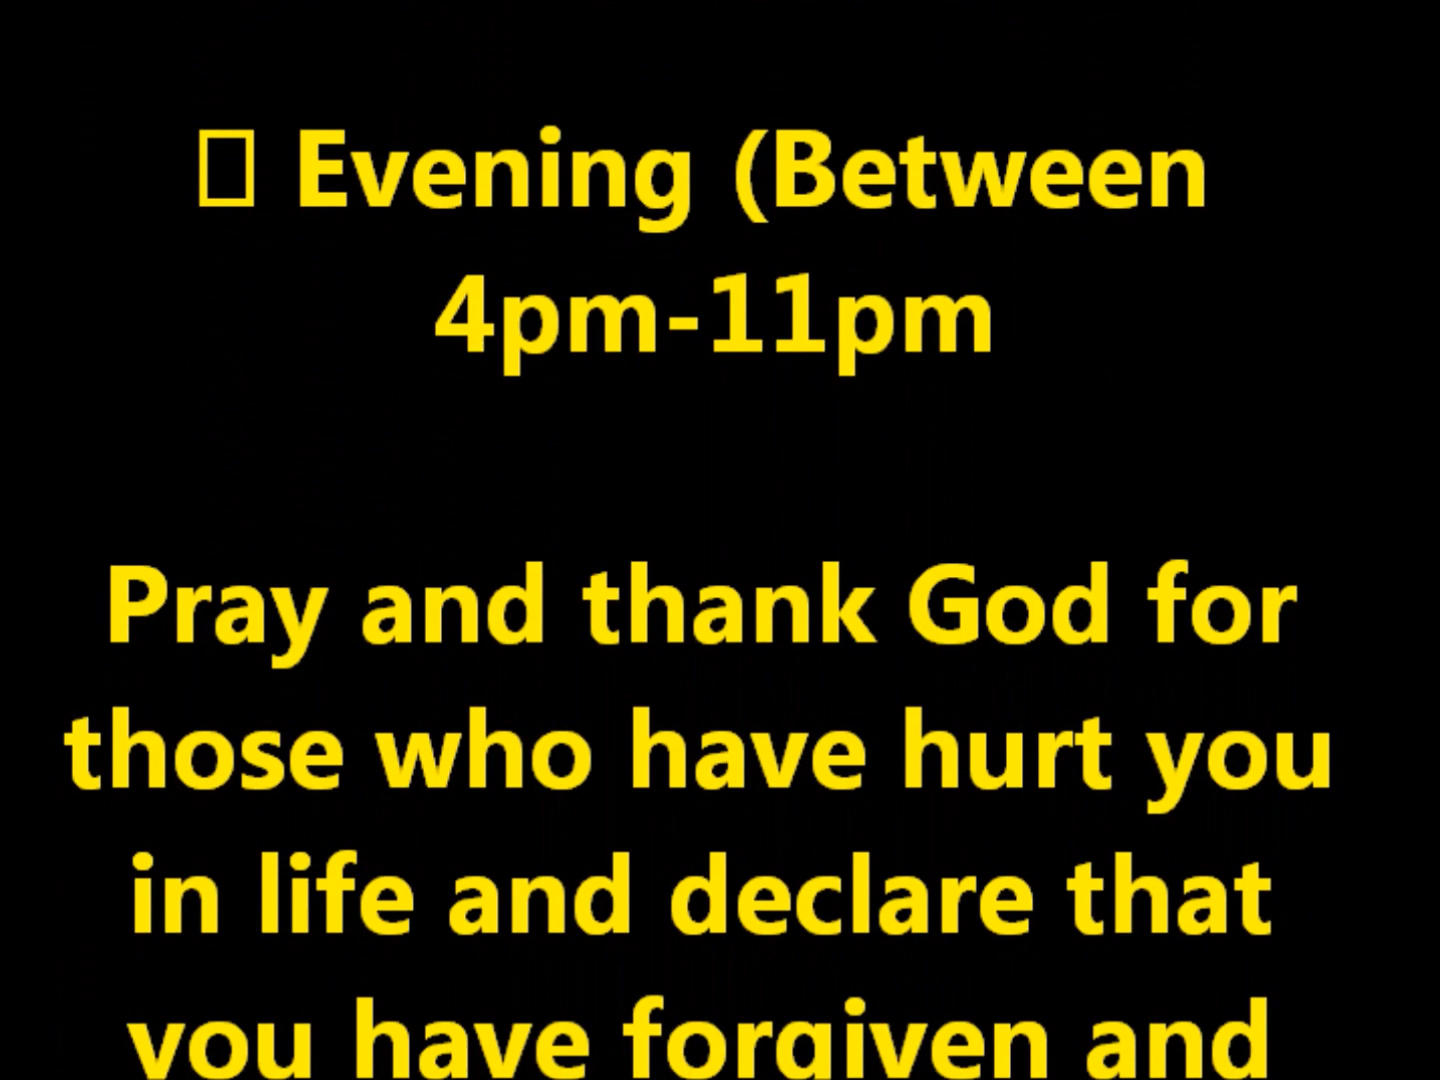 Evening (Between
4pm-11pm
Pray and thank God for
those who have hurt you
in life and declare that
you have forgiven and